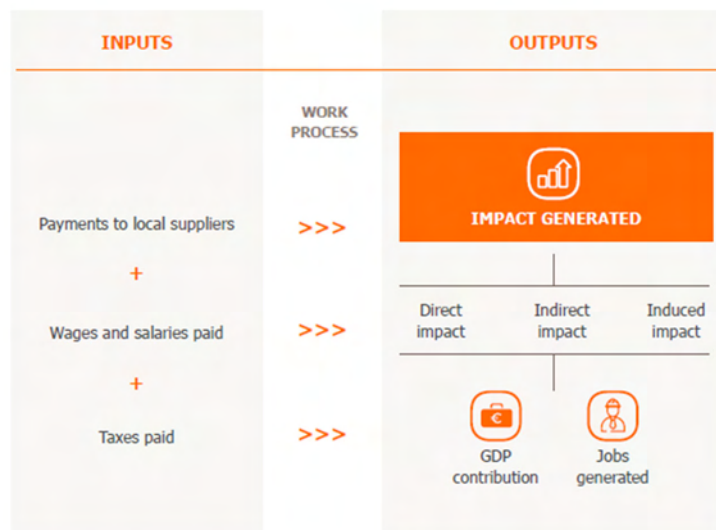 INPUTS
OUTPUTS
WORK
PROCESS
IMPACT GENERATED
Payments to local suppliers
>>>
+
Direct
impact
Indirect
impact
Induced
impact
Wages and salaries paid
>>>
+
Taxes paid
>>>
€
GDP
contribution
Jobs
generated